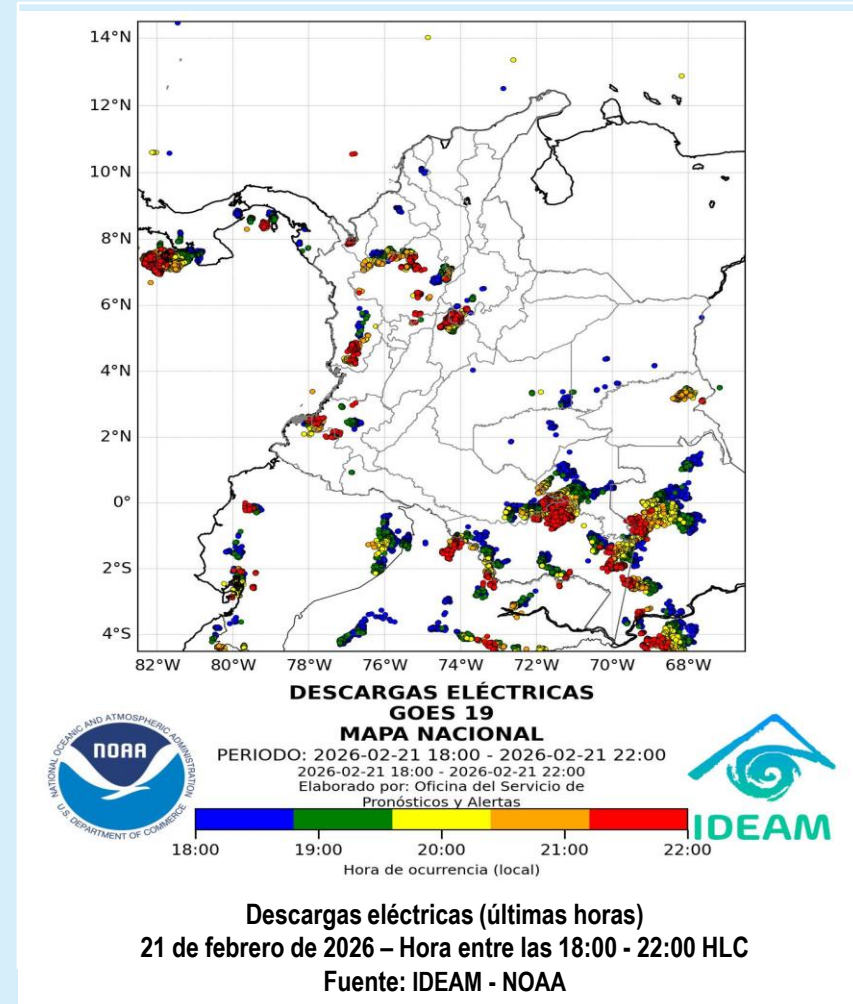 14°N
12°N
10°N
8°N
6°N
4°N
2°N
0°
2°S
4°S
82°W 80°W 78°W 76°W 74°W 72°W 70°W 68°W
DESCARGAS ELÉCTRICAS
GOES 19
MAPA NACIONAL
PERIODO: 2026-02-21 18:00 - 2026-02-21 22:00
2026-02-21 18:00 - 2026-02-21 22:00
Elaborado por: Oficina del Servicio de
Pronósticos y Alertas
NATIONAL OCEANIC AND ATMOSPHERIC ADMINISTRATION
NOAA
U.S. DEPARTMENT OF COMMERCE
IDEAM
18:00 19:00 20:00 21:00 22:00
Hora de ocurrencia (local)
Descargas eléctricas (últimas horas)
21 de febrero de 2026 – Hora entre las 18:00 - 22:00 HLC
Fuente: IDEAM - NOAA